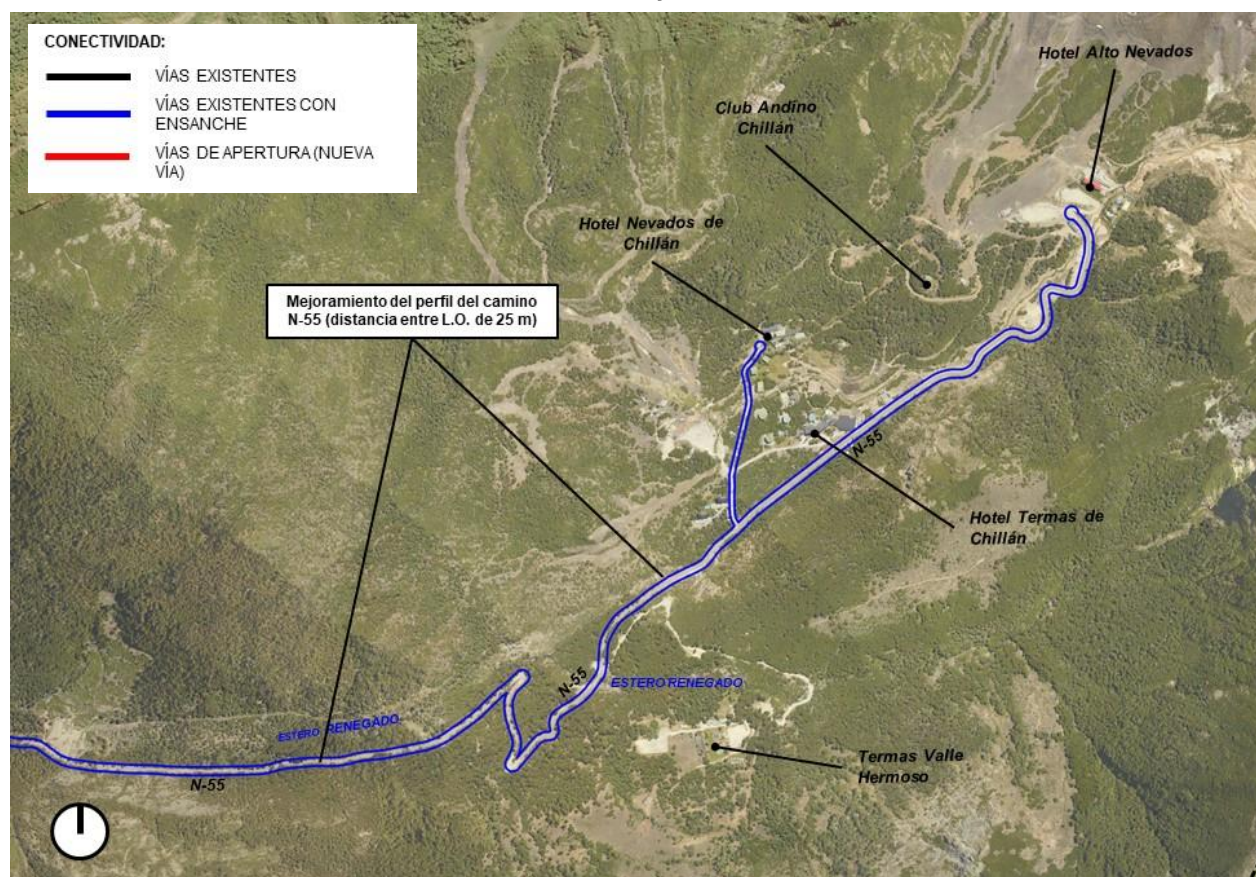 CONECTIVIDAD:
VÍAS EXISTENTES
VÍAS EXISTENTES CON
ENSANCHE
VÍAS DE APERTURA (NUEVA
VÍA)
Hotel Alto Nevados
Club Andino
Chillán
Hotel Nevados de
Chillán
Mejoramiento del perfil del camino
N-55 (distancia entre L.O. de 25 m)
N-55
Hotel Termas de
Chillán
N-55
ESTERO RENEGADO
ESTERO RENEGADO
Termas Valle
Hermoso
N-55